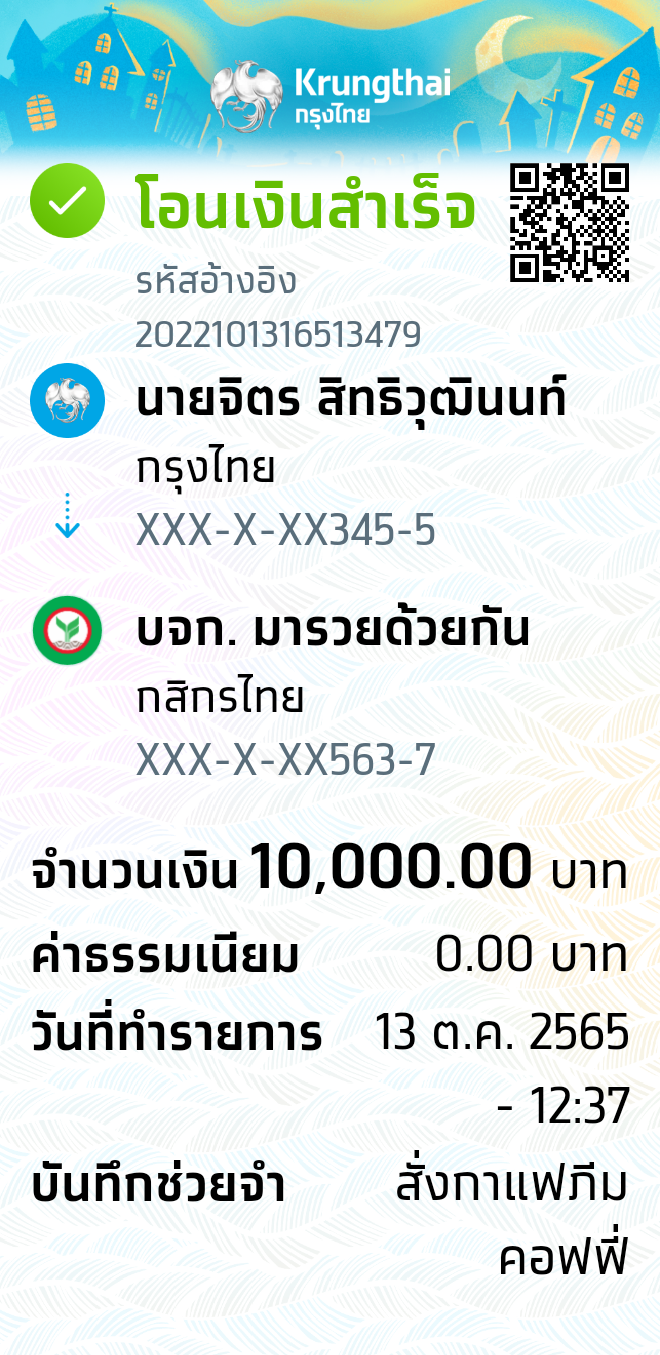 Krungthai
กรุงไทย
โอนเงินสำเร็จ
รหัสอ้างอิง
2022101316513479
นายจิตร สิทธิวุฒินนท์
กรุงไทย
XXX-X-XX345-5
บจก. มารวยด้วยกัน
กสิกรไทย
XXX-X-XX563-7
จำนวนเงิน 10,000.00 บาท
ค่าธรรมเนียม 0.00 บาท
วันที่ทำรายการ 13 ต.ค. 2565
- 12:37
บันทึกช่วยจำ สั่งกาแฟภีม
คอฟฟี่